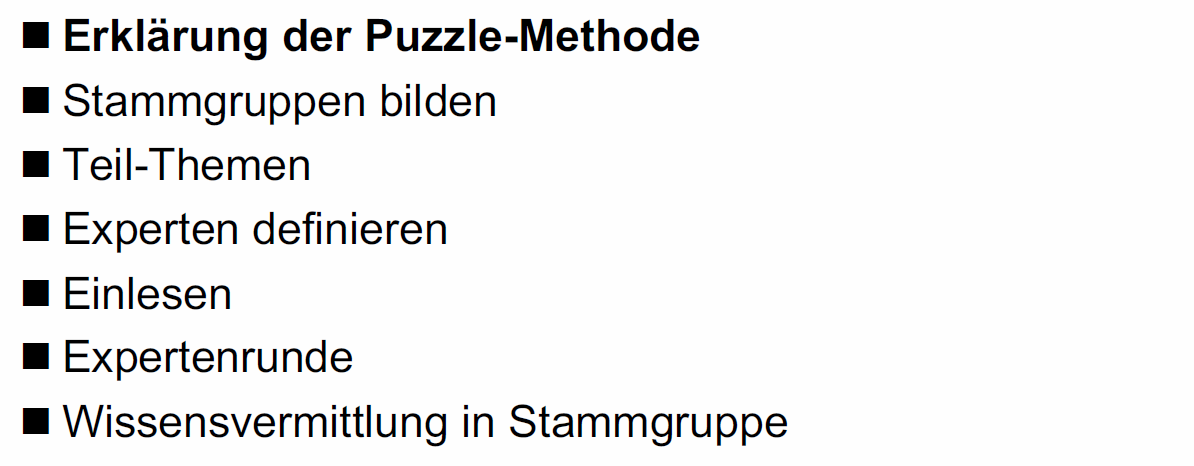 ■ Erklärung der Puzzle-Methode
■ Stammgruppen bilden
■ Teil-Themen
■ Experten definieren
■ Einlesen
■ Expertenrunde
■ Wissensvermittlung in Stammgruppe